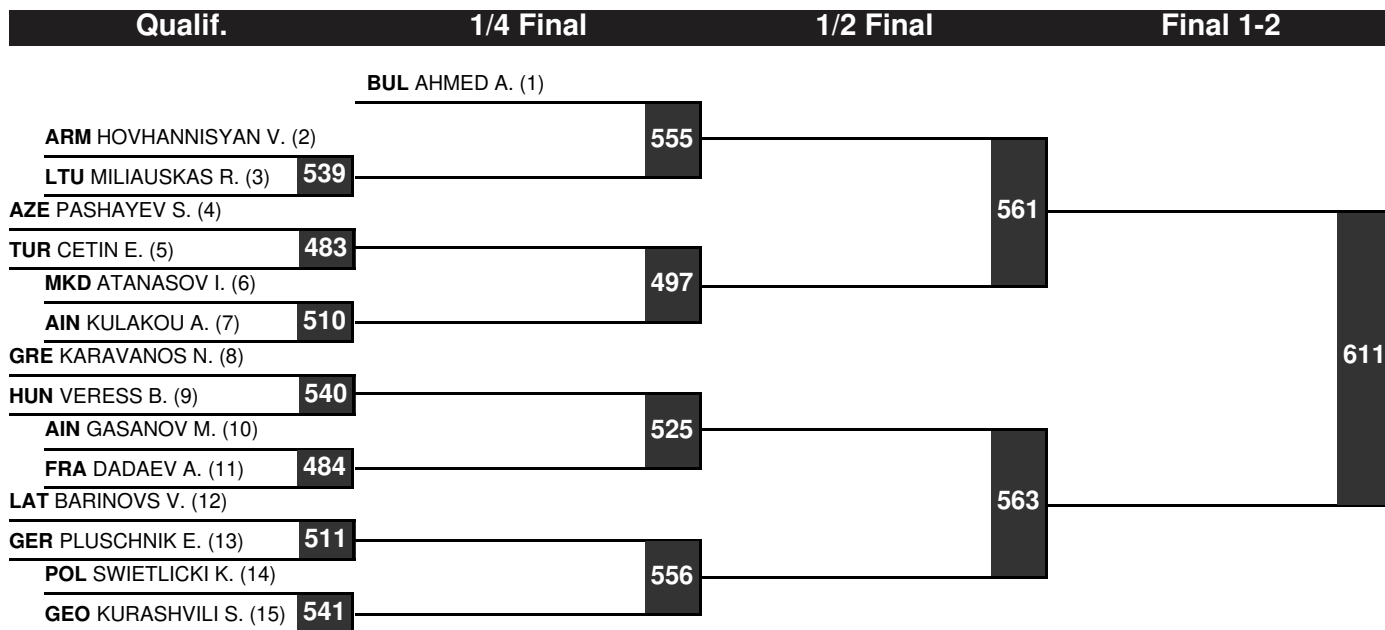 Qualif. 1/4 Final 1/2 Final Final 1-2
BUL AHMED A. (1)
ARM HOVHANNISYAN V. (2) 555
LTU MILIAUSKAS R. (3) 539
AZE PASHAYEV S. (4) 561
TUR CETIN E. (5) 483
MKD ATANASOV I. (6) 497
AIN KULAKOU A. (7) 510
GRE KARAVANOS N. (8) 611
HUN VERESS B. (9) 540
AIN GASANOV M. (10) 525
FRA DADAEV A. (11) 484
LAT BARINOVS V. (12) 563
GER PLUSCHNIK E. (13) 511
POL SWIETLICKI K. (14) 556
GEO KURASHVILI S. (15) 541